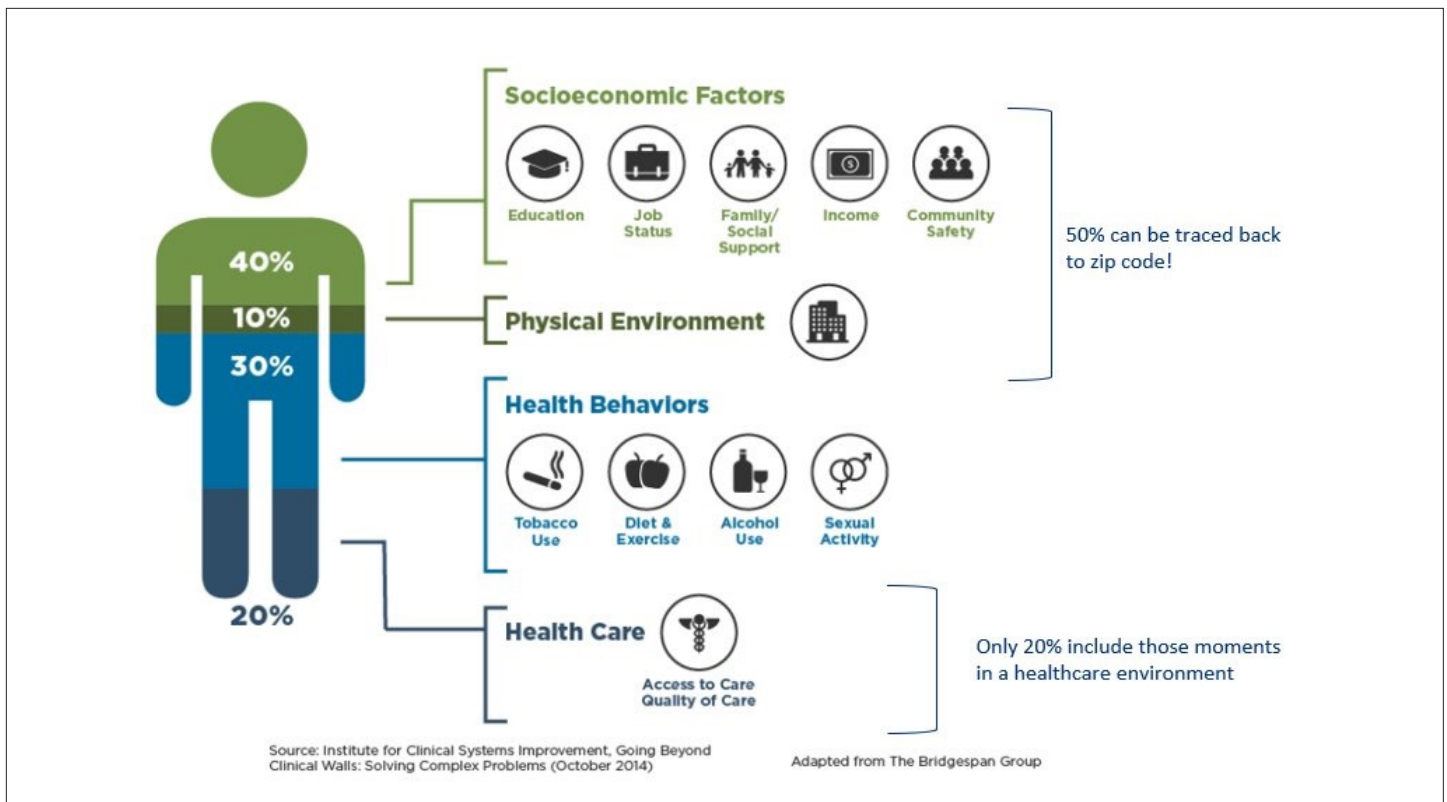 Socioeconomic Factors
Education
Job
Status
Family/
Social
Support
Income
Community
Safety
50% can be traced back
to zip code!
40%
10%
Physical Environment
30%
Health Behaviors
Tobacco
Use
Diet &
Exercise
Alcohol
Use
Sexual
Activity
20%
Health Care
Access to Care
Quality of Care
Only 20% include those moments
in a healthcare environment
Source: Institute for Clinical Systems Improvement, Going Beyond
Clinical Walls: Solving Complex Problems (October 2014)
Adapted from The Bridgespan Group